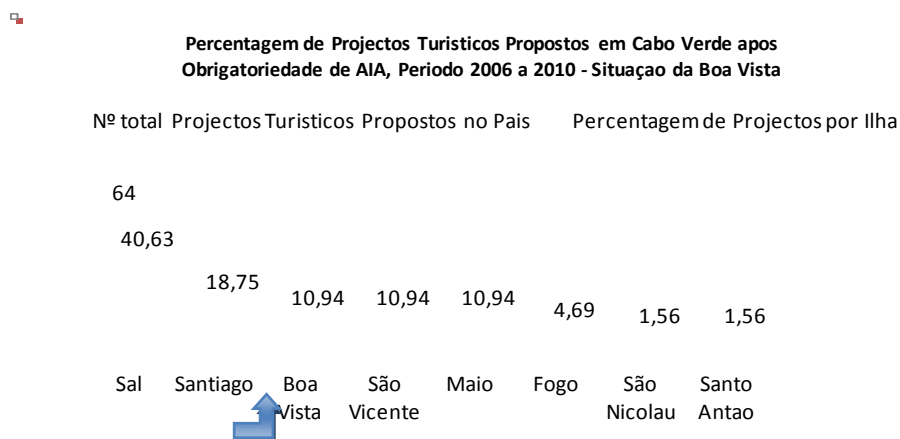 Percentagem de Projectos Turisticos Propostos em Cabo Verde apos
Obrigatoriedade de AIA, Periodo 2006 a 2010 - Situaçao da Boa Vista
Nº total Projectos Turisticos Propostos no Pais Percentagem de Projectos por Ilha
64
40,63
18,75
10,94 10,94 10,94
4,69
1,56 1,56
Sal Santiago Boa São Maio Fogo São Santo
Vista Vicente Nicolau Antao